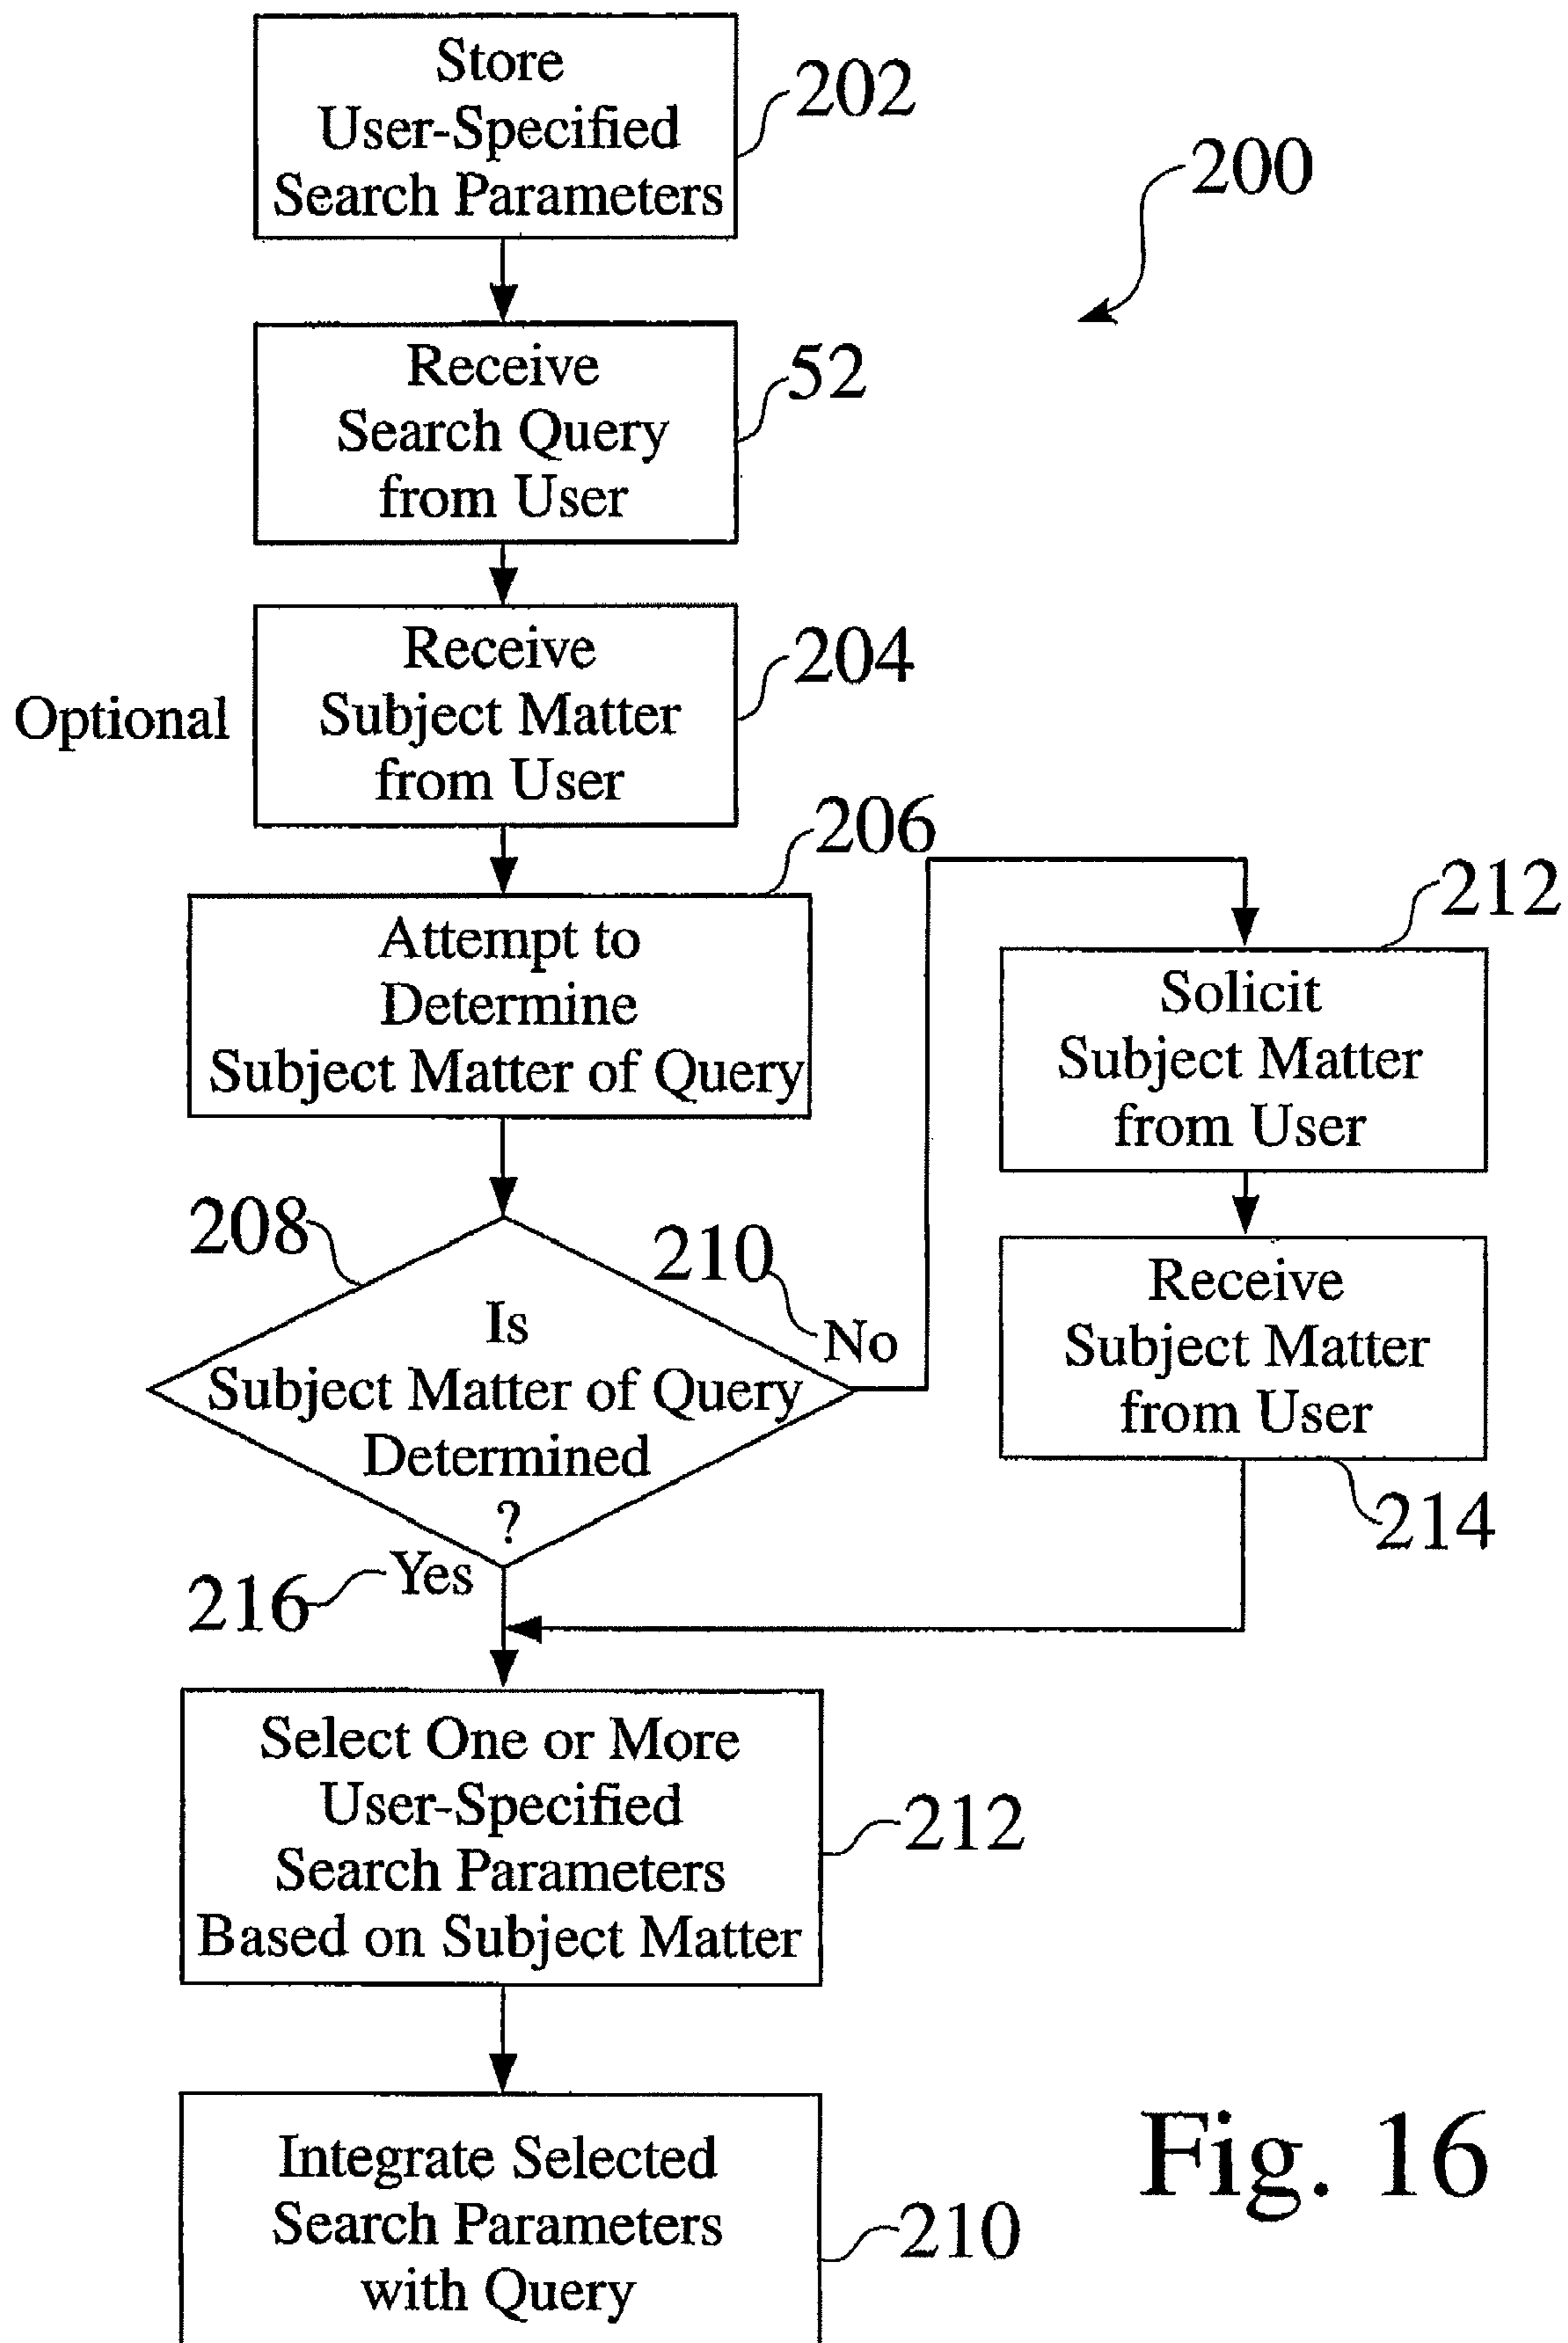 Store
User-Specified
Search Parameters
202
200
Receive
Search Query
from User
52
Optional
Receive
Subject Matter
from User
204
Attempt to
Determine
Subject Matter of Query
206
Is
Subject Matter of Query
Determined
?
208
210
No
Solicit
Subject Matter
from User
212
Receive
Subject Matter
from User
214
216
Yes
Select One or More
User-Specified
Search Parameters
Based on Subject Matter
212
Integrate Selected
Search Parameters
with Query
210
Fig. 16